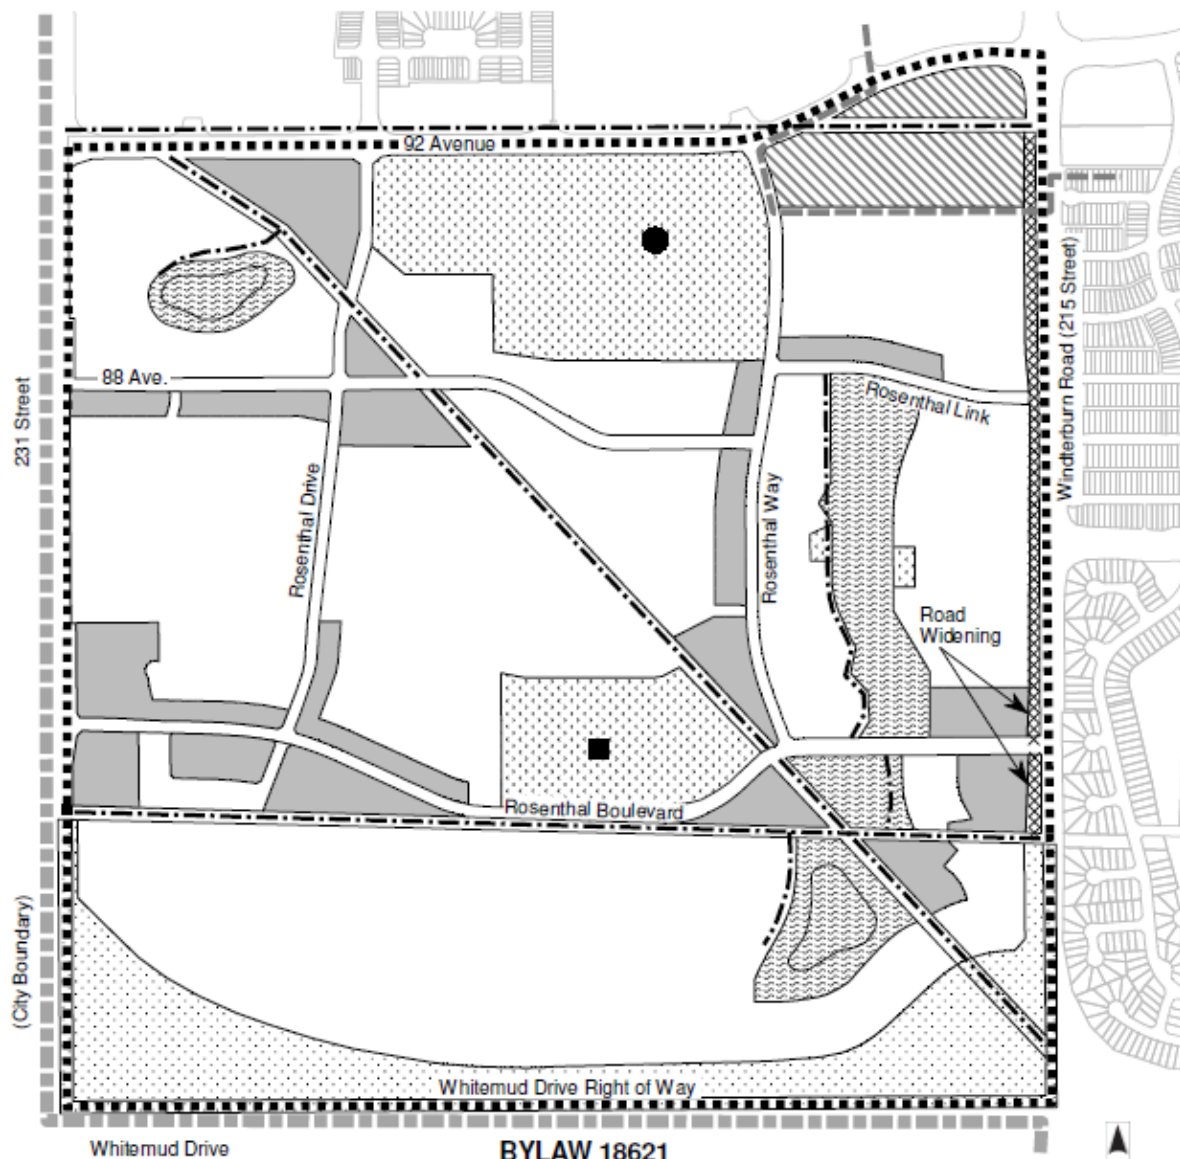 92 Avenue
88 Ave.
Rosenthal Link
231 Street
Windterburn Road (215 Street)
Rosenthal Drive
Rosenthal Way
Road
Widening
Rosenthal Boulevard
(City Boundary)
Whitemud Drive Right of Way
Whitemud Drive
BYLAW 18621